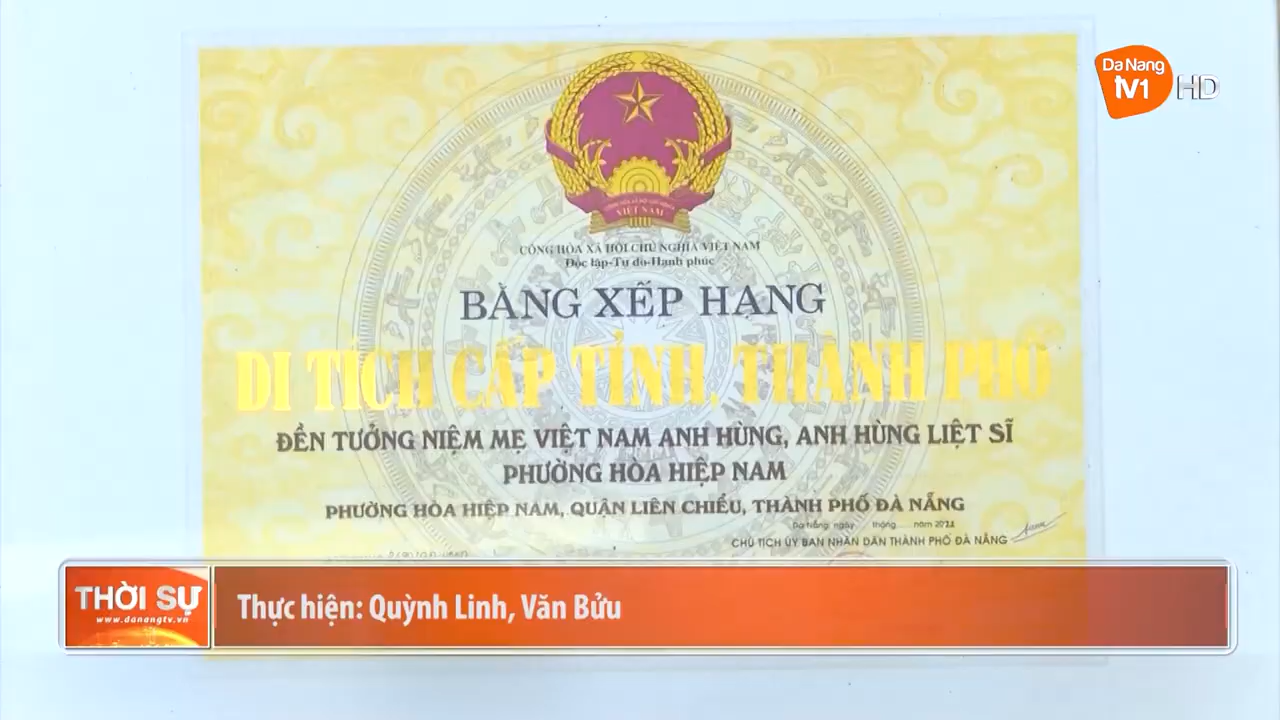 Da Nang
TV1 HD
VIỆT NAM
CỘNG HÒA XÃ HỘI CHỦ NGHĨA VIỆT NAM
Độc lập-Tự do-Hạnh phúc
BẰNG XẾP HẠNG
DI TÍCH CẤP TỈNH, THÀNH PHỐ
ĐỀN TƯỞNG NIỆM MẸ VIỆT NAM ANH HÙNG, ANH HÙNG LIỆT SĨ
PHƯỜNG HÒA HIỆP NAM
PHƯỜNG HÒA HIỆP NAM, QUẬN LIÊN CHIỂU, THÀNH PHỐ ĐÀ NẴNG
Đà Nẵng, ngày tháng năm 2021
CHỦ TỊCH ỦY BAN NHÂN DÂN THÀNH PHỐ ĐÀ NẴNG
THỜI SỰ
www.danangtv.vn
Thực hiện: Quỳnh Linh, Văn Bửu